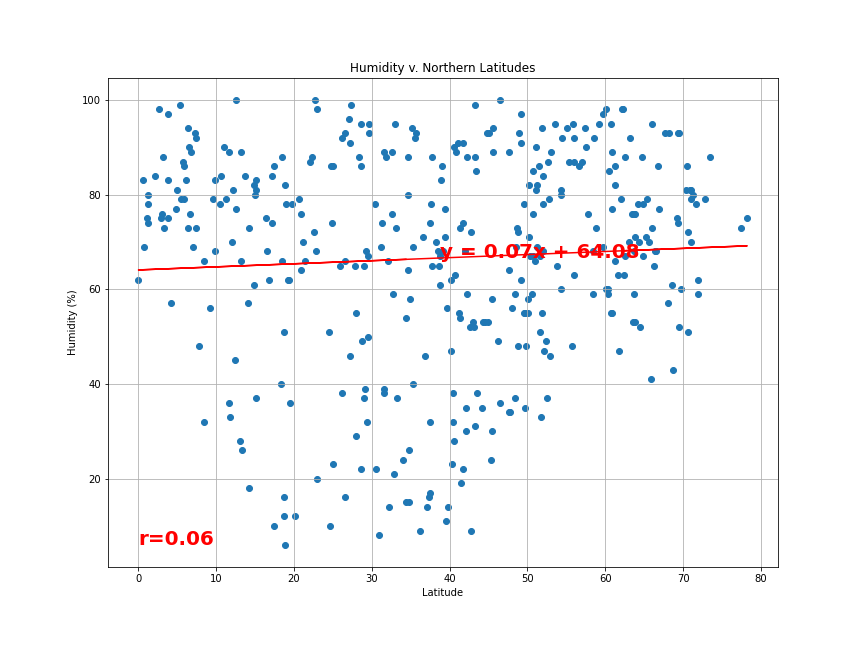 Humidity v. Northern Latitudes
100
80
60
40
20
Humidity (%)
y = 0.07x + 64.08
r=0.06
0 10 20 30 40 50 60 70 80
Latitude